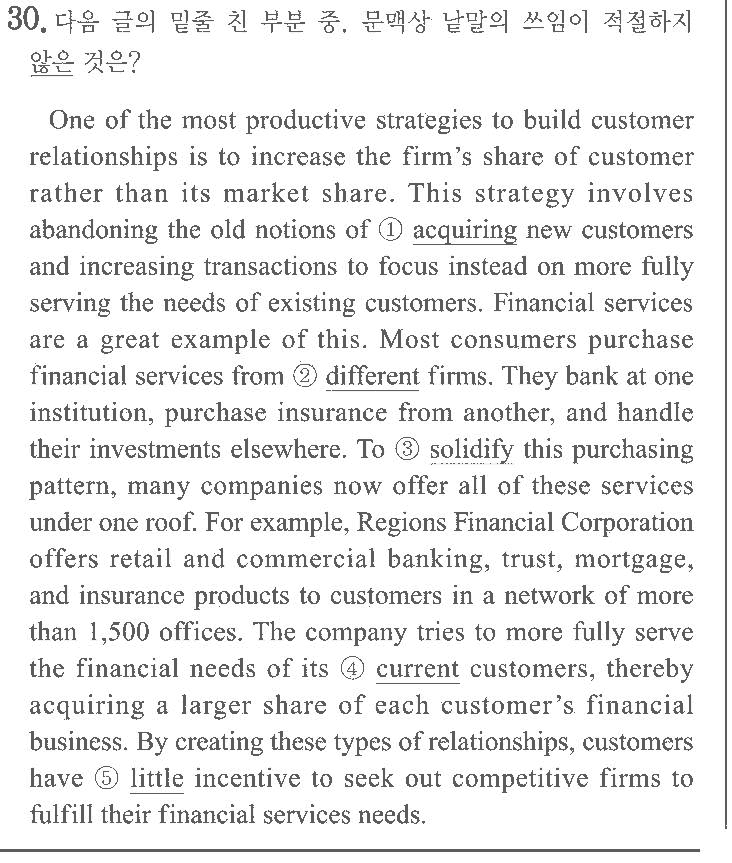 30. 다음 글의 밑줄 친 부분 중, 문맥상 낱말의 쓰임이 적절하지
않은 것은?
One of the most productive strategies to build customer
relationships is to increase the firm's share of customer
rather than its market share. This strategy involves
abandoning the old notions of ① acquiring new customers
and increasing transactions to focus instead on more fully
serving the needs of existing customers. Financial services
are a great example of this. Most consumers purchase
financial services from ② different firms. They bank at one
institution, purchase insurance from another, and handle
their investments elsewhere. To ③ solidify this purchasing
pattern, many companies now offer all of these services
under one roof. For example, Regions Financial Corporation
offers retail and commercial banking, trust, mortgage,
and insurance products to customers in a network of more
than 1,500 offices. The company tries to more fully serve
the financial needs of its ④ current customers, thereby
acquiring a larger share of each customer's financial
business. By creating these types of relationships, customers
have ⑤ little incentive to seek out competitive firms to
fulfill their financial services needs.